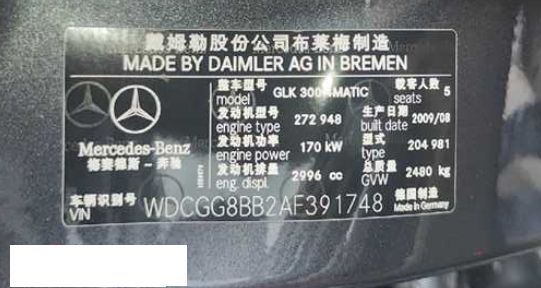 戴姆勒股份公司布莱梅制造
MADE BY DAIMLER AG IN BREMEN
整车型号 model GLK 300 4MATIC 载客人数 seats 5
发动机型号 engine type 272 948 生产日期 built date 2009/08
发动机功率 engine power 170 kW 型式 type 204 981
发动机排量 eng. displ. 2996 cc 总质量 GVW 2480 kg
Mercedes-Benz
梅赛德斯－奔驰
车辆识别号 VIN WDCGG8BB2AF391748
德国制造 Made in Germany